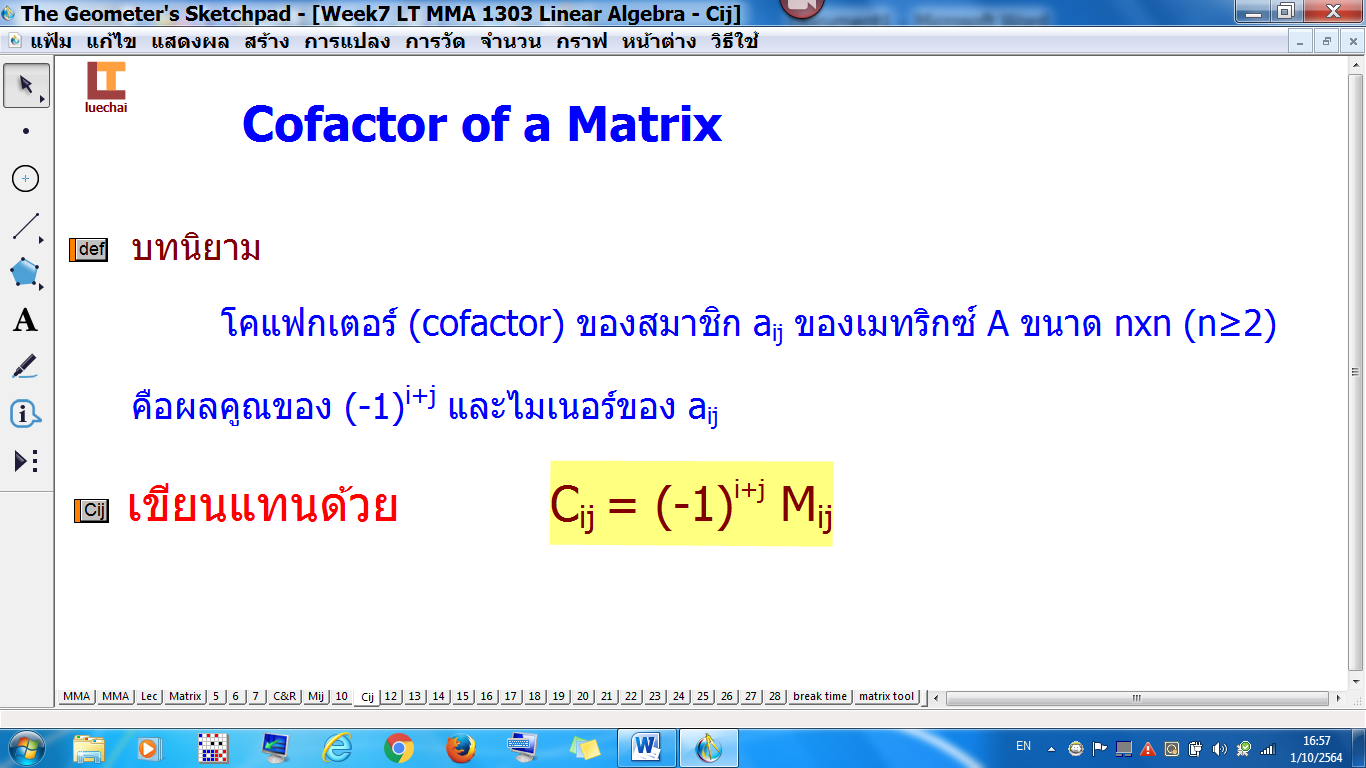 The Geometer's Sketchpad - [Week7 LT MMA 1303 Linear Algebra - Cij]
แฟ้ม แก้ไข แสดงผล สร้าง การแปลง การวัด จำนวน กราฟ หน้าต่าง วิธีใช้
LT
luechai
Cofactor of a Matrix
def บทนิยาม
โคแฟกเตอร์ (cofactor) ของสมาชิก aij ของเมทริกซ์ A ขนาด nxn (n≥2)
คือผลคูณของ (-1)i+j และไมเนอร์ของ aij
Cij เขียนแทนด้วย Cij = (-1)i+j Mij
A
MMA MMA Lec Matrix 5 6 7 C&R Mij 10 Cij 12 13 14 15 16 17 18 19 20 21 22 23 24 25 26 27 28 break time matrix tool
EN 16:57
1/10/2564